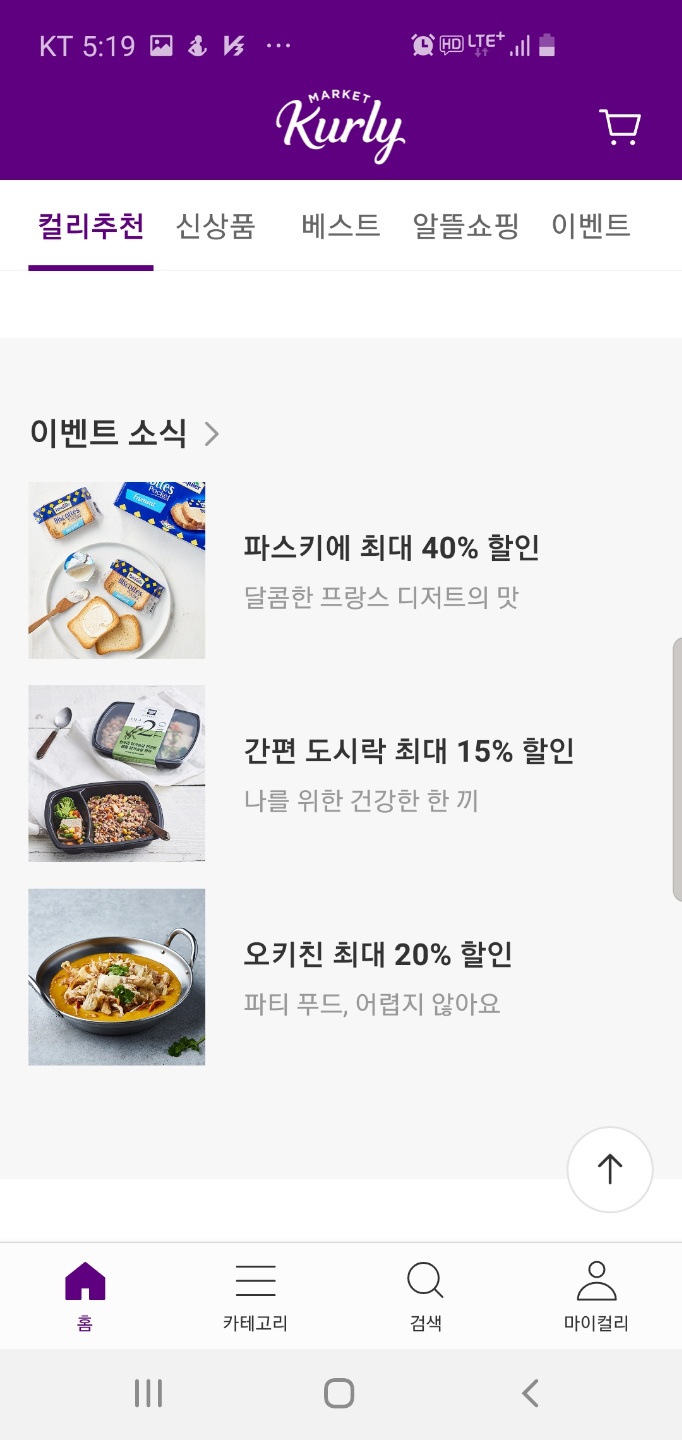 KT 5:19
HD LTE+
MARKET
Kurly
컬리추천 신상품 베스트 알뜰쇼핑 이벤트
이벤트 소식
파스키에 최대 40% 할인
달콤한 프랑스 디저트의 맛
간편 도시락 최대 15% 할인
나를 위한 건강한 한 끼
오키친 최대 20% 할인
파티 푸드, 어렵지 않아요
홈 카테고리 검색 마이컬리